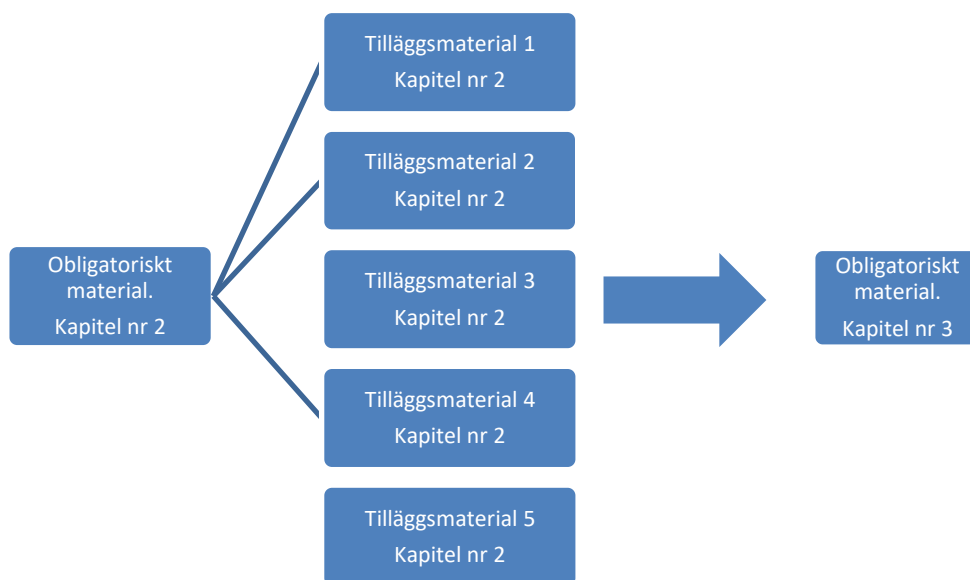 Tilläggsmaterial 1
Kapitel nr 2
Tilläggsmaterial 2
Kapitel nr 2
Obligatoriskt
material.
Kapitel nr 2
Tilläggsmaterial 3
Kapitel nr 2
Obligatoriskt
material.
Kapitel nr 3
Tilläggsmaterial 4
Kapitel nr 2
Tilläggsmaterial 5
Kapitel nr 2